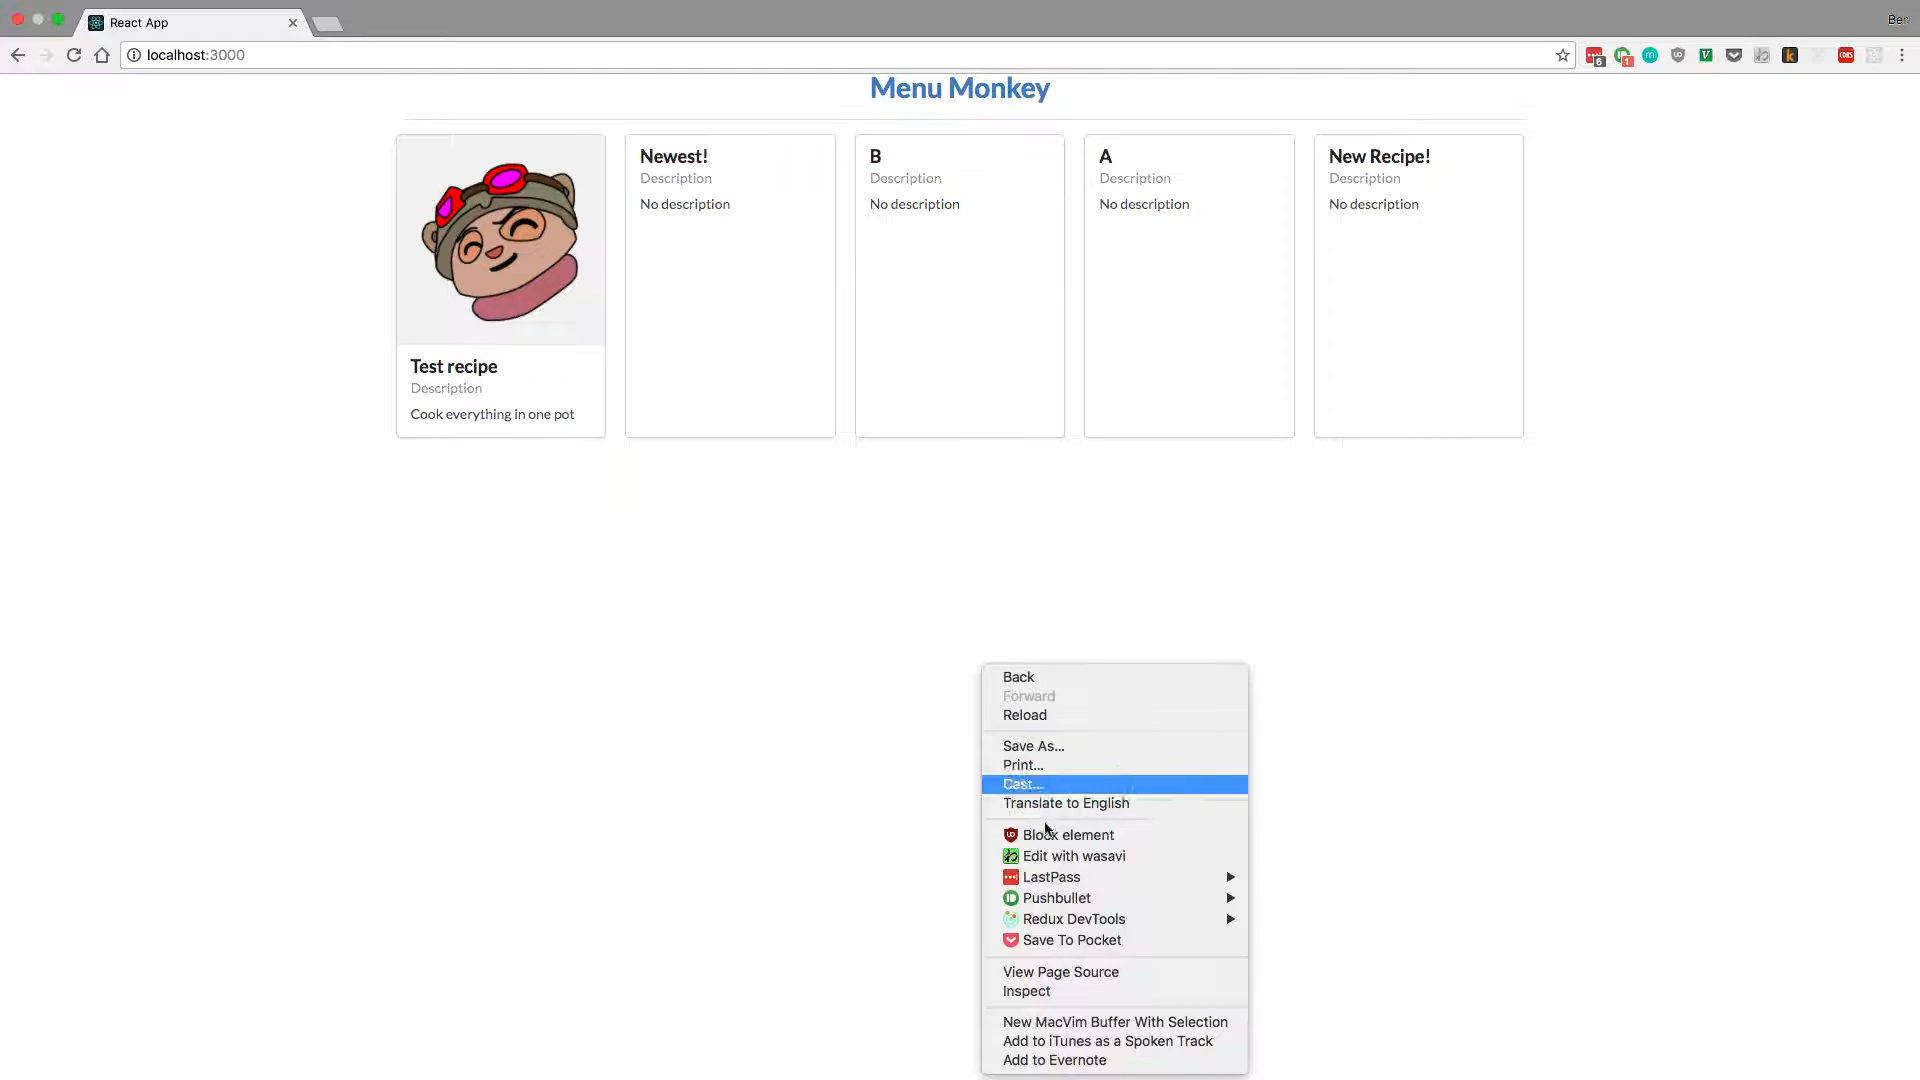 React App
Ben
localhost:3000
6
1
m
V
k
CORS
Menu Monkey
Test recipe
Description
Cook everything in one pot
Newest!
Description
No description
B
Description
No description
A
Description
No description
New Recipe!
Description
No description
Back
Forward
Reload
Save As...
Print...
Cast...
Translate to English
Block element
Edit with wasavi
LastPass
Pushbullet
Redux DevTools
Save To Pocket
View Page Source
Inspect
New MacVim Buffer With Selection
Add to iTunes as a Spoken Track
Add to Evernote